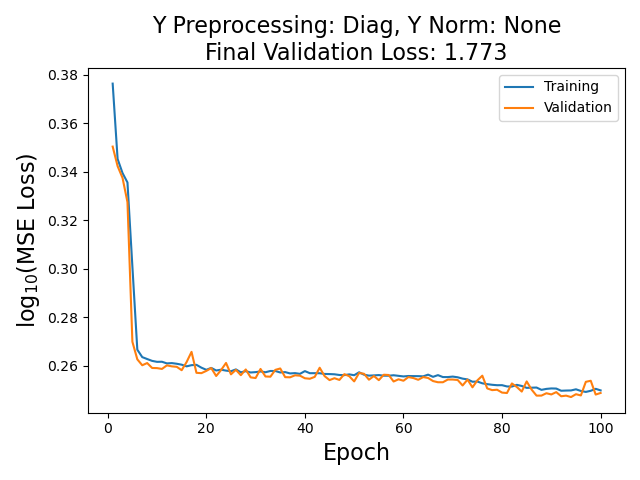 Y Preprocessing: Diag, Y Norm: None
Final Validation Loss: 1.773
Training
Validation
log10(MSE Loss)
0.38
0.36
0.34
0.32
0.30
0.28
0.26
0
20
40
60
80
100
Epoch